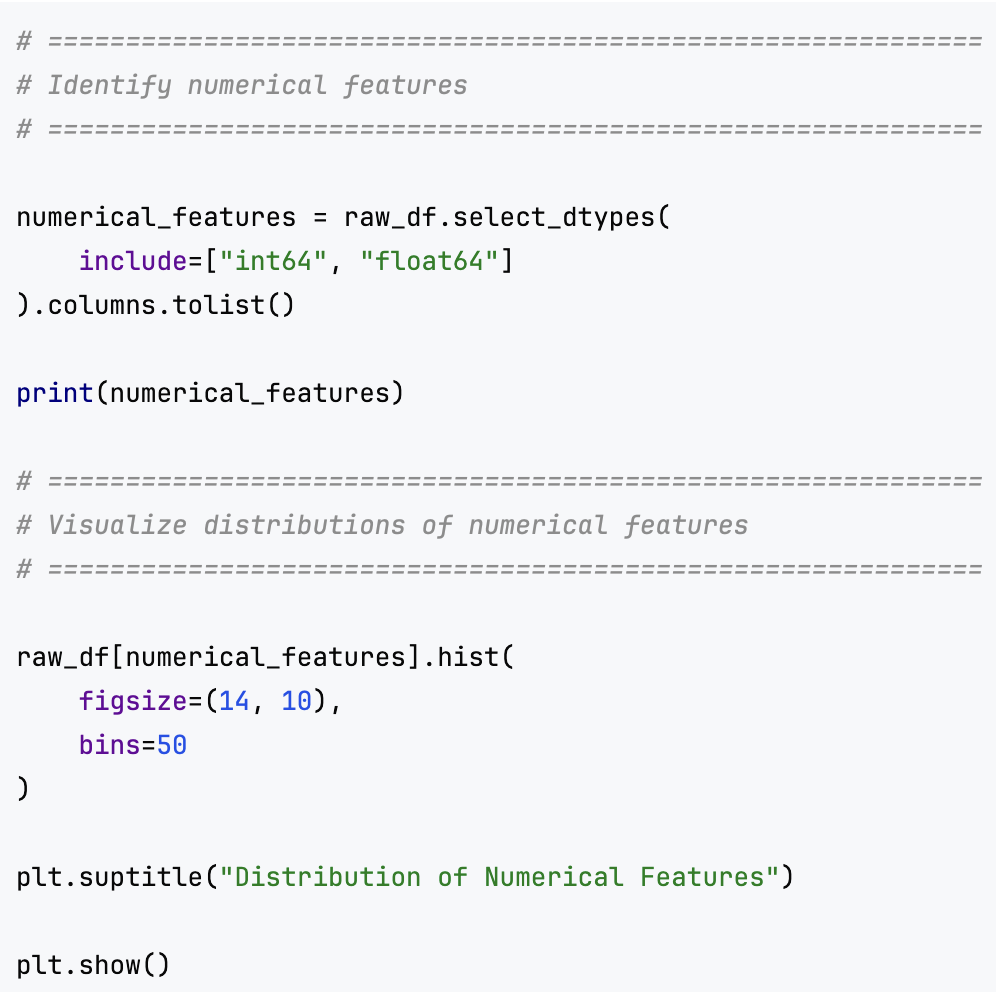 # ============================================================
# Identify numerical features
# ============================================================
numerical_features = raw_df.select_dtypes(
    include=["int64", "float64"]
).columns.tolist()
print(numerical_features)
# ============================================================
# Visualize distributions of numerical features
# ============================================================
raw_df[numerical_features].hist(
    figsize=(14, 10),
    bins=50
)
plt.suptitle("Distribution of Numerical Features")
plt.show()